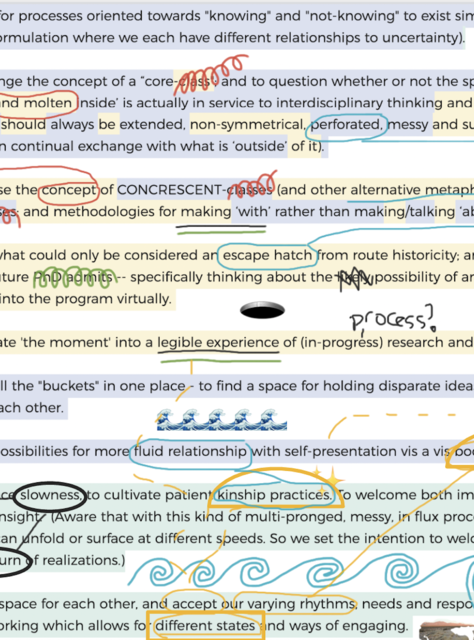 for processes oriented towards "knowing" and "not-knowing" to exist sim
ormulation where we each have different relationships to uncertainty).
nge the concept of a "core-class" and to question whether or not the sp
and molten inside' is actually in service to interdisciplinary thinking and
should always be extended, non-symmetrical, perforated, messy and su
n continual exchange with what is 'outside' of it).
se the concept of CONCRESCENT-classes (and other alternative metaph
ses; and methodologies for making 'with' rather than making/talking 'ab
what could only be considered an escape hatch from route historicity; an
uture -- specifically thinking about the possibility of an
into the program virtually.
process?
ate 'the moment' into a legible experience of (in-progress) research and
ll the "buckets" in one place - to find a space for holding disparate idea
ach other.
ossibilities for more fluid relationship with self-presentation vis a vis boo
ce slowness, to cultivate patient kinship practices. To welcome both im
nsight. (Aware that with this kind of multi-pronged, messy, in flux proc
can unfold or surface at different speeds. So we set the intention to welc
urn of realizations.)
space for each other, and accept our varying rhythms, needs and respon
orking which allows for different states and ways of engaging.